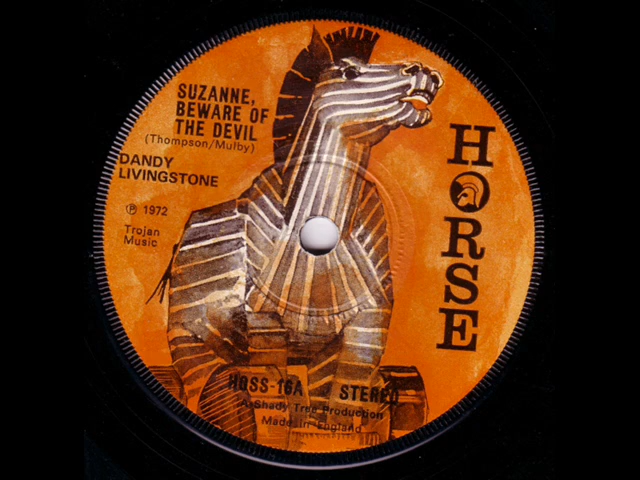 SUZANNE,
BEWARE OF
THE DEVIL
(Thompson/Mulby)
DANDY
LIVINGSTONE
℗ 1972
Trojan
Music
HORSE
HOSS-16A STEREO
A Shady Tree Production
Made in England